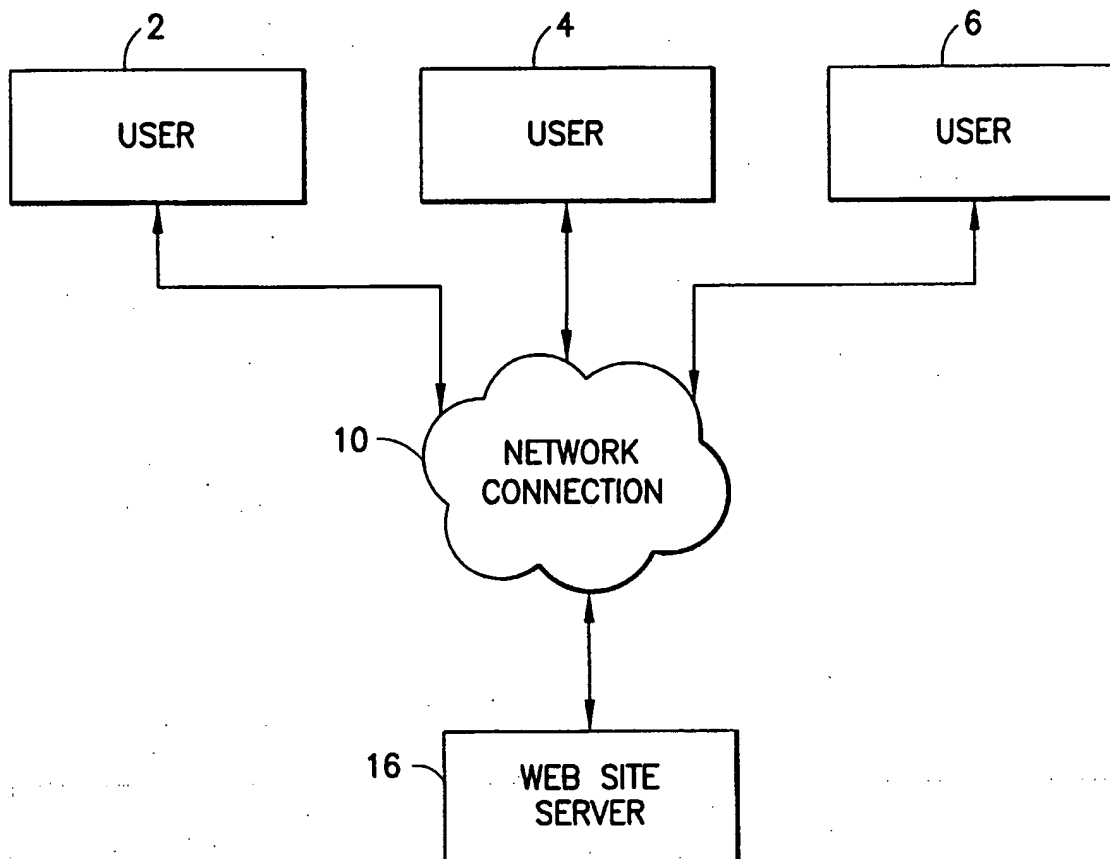 2
4
6
USER
USER
USER
10
NETWORK
CONNECTION
16
WEB SITE
SERVER